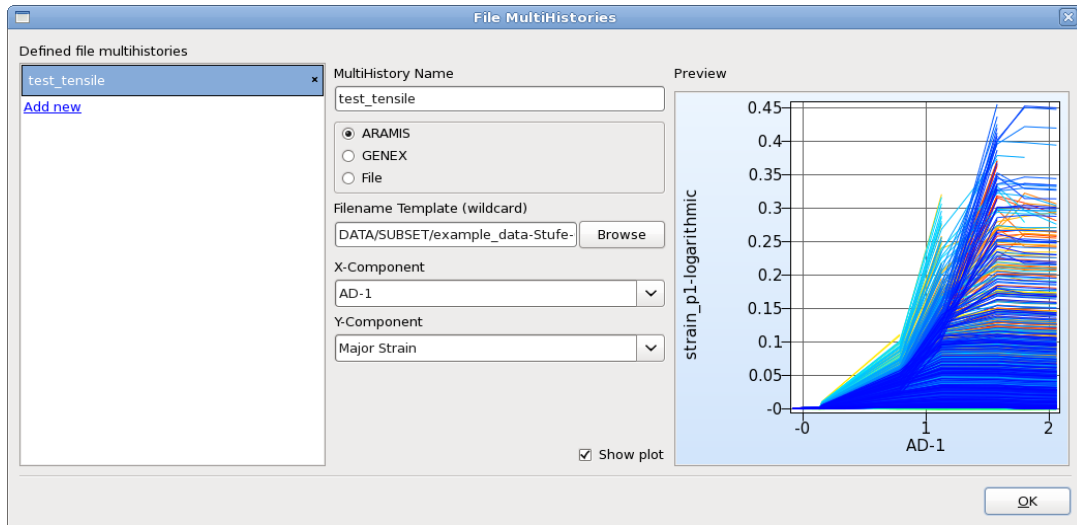 File MultiHistories
Defined file multihistories
test_tensile
Add new
MultiHistory Name
test_tensile
ARAMIS
GENEX
File
Filename Template (wildcard)
DATA/SUBSET/example_data-Stufe-
Browse
X-Component
AD-1
Y-Component
Major Strain
Show plot
Preview
strain_p1-logarithmic
0.45
0.4
0.35
0.3
0.25
0.2
0.15
0.1
0.05
-0
-0 1 2
AD-1
OK